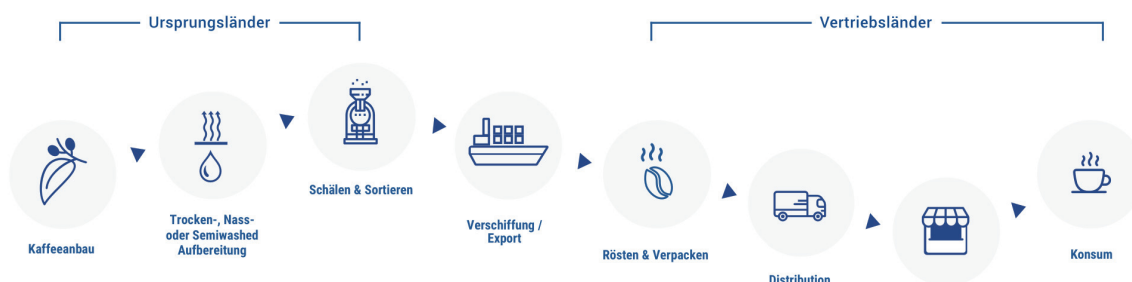 Ursprungsländer
Vertriebsländer
Kaffeeanbau
Trocken-, Nass-
oder Semiwashed
Aufbereitung
Schälen & Sortieren
Verschiffung /
Export
Rösten & Verpacken
Distribution
Konsum